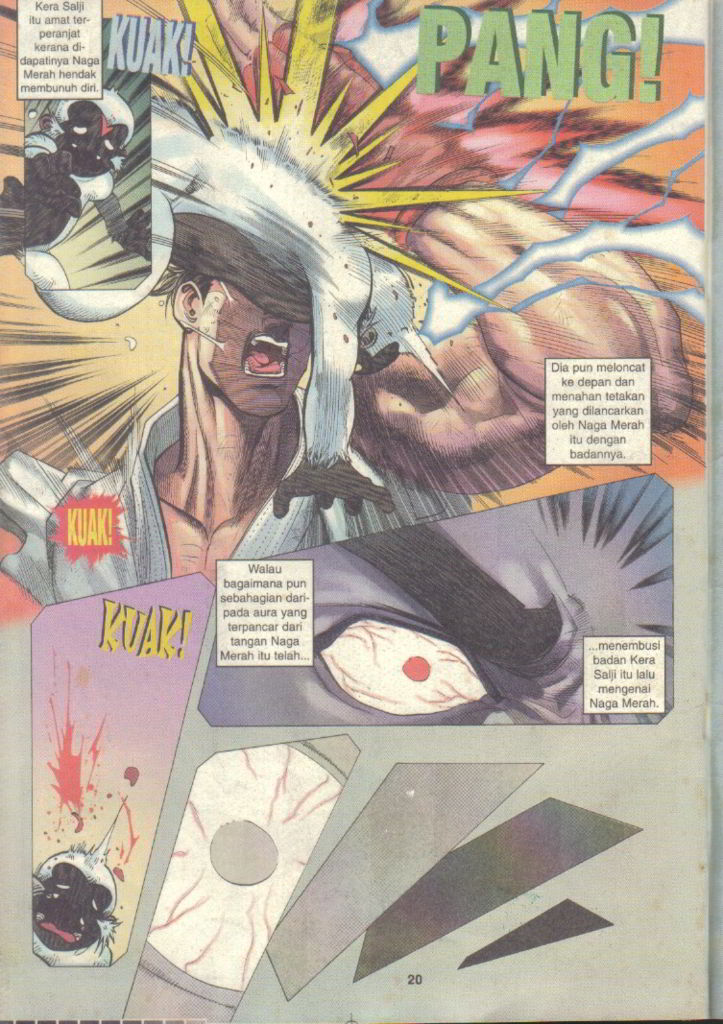 Kera Salji
itu amat ter-
peranjat
kerana di-
dapatinya Naga
Merah hendak
membunuh diri.
KUAK!
PANG!
Dia pun meloncat
ke depan dan
menahan tetakan
yang dilancarkan
oleh Naga Merah
itu dengan
badannya.
KUAK!
Walau
bagaimana pun
sebahagian dari-
pada aura yang
terpancar dari
tangan Naga
Merah itu telah...
...menembusi
badan Kera
Salji itu lalu
mengenai
Naga Merah.
KUAK!
20